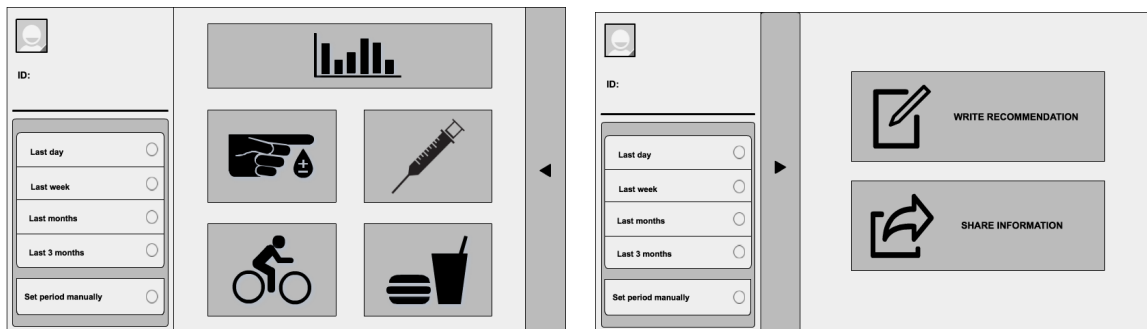 ID:
Last day
Last week
Last months
Last 3 months
Set period manually
ID:
Last day
Last week
Last months
Last 3 months
Set period manually
WRITE RECOMMENDATION
SHARE INFORMATION